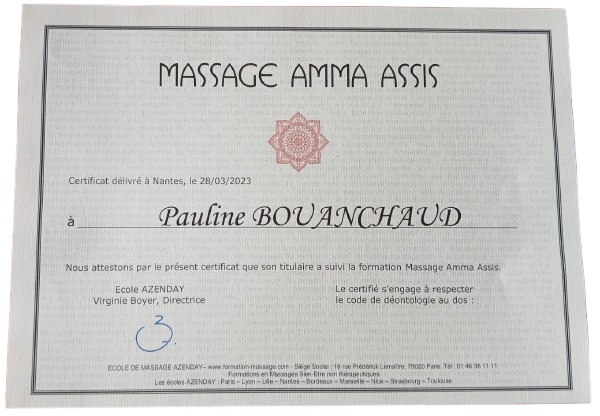 MASSAGE AMMA ASSIS
Certificat délivré à Nantes, le 28/03/2023
à Pauline BOUANCHAUD
Nous attestons par le présent certificat que son titulaire a suivi la formation Massage Amma Assis.
Ecole AZENDAY
Virginie Boyer, Directrice
Le certifié s'engage à respecter
le code de déontologie au dos :
ECOLE DE MASSAGE AZENDAY– www.formation-massage.com - Siège Social : 19 rue Frédérick Lemaître, 75020 Paris. Tél : 01 46 36 11 11
Formations en Massages Bien-Etre non thérapeutiques
Les écoles AZENDAY : Paris – Lyon – Lille – Nantes – Bordeaux – Marseille – Nice – Strasbourg – Toulouse